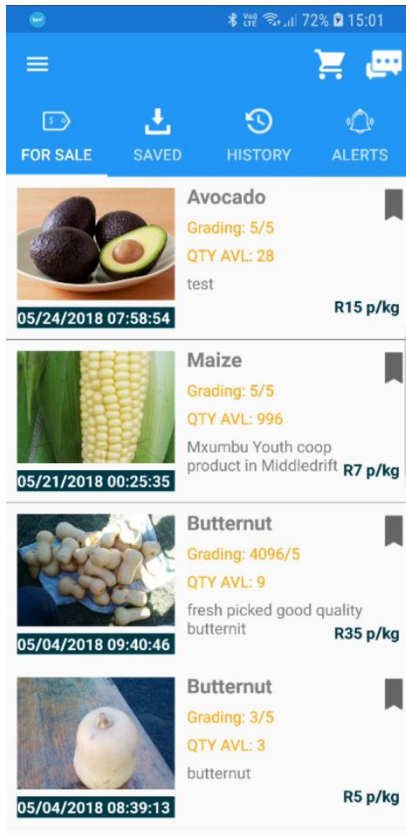 VoD LTE 72% 15:01
FOR SALE SAVED HISTORY ALERTS
Avocado
Grading: 5/5
QTY AVL: 28
test
R15 p/kg
05/24/2018 07:58:54
Maize
Grading: 5/5
QTY AVL: 996
Mxumbu Youth coop
product in Middledrift
R7 p/kg
05/21/2018 00:25:35
Butternut
Grading: 4096/5
QTY AVL: 9
fresh picked good quality
butternit
R35 p/kg
05/04/2018 09:40:46
Butternut
Grading: 3/5
QTY AVL: 3
butternut
R5 p/kg
05/04/2018 08:39:13